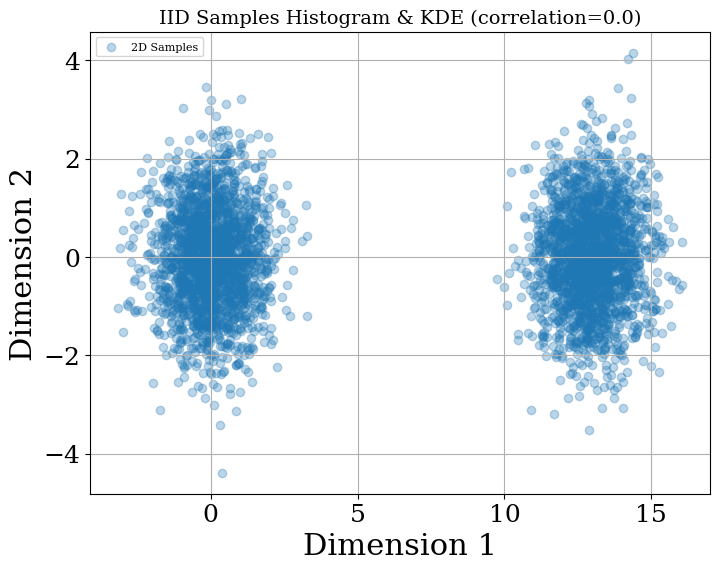 IID Samples Histogram & KDE (correlation=0.0)
2D Samples
4
2
0
−2
−4
Dimension 2
0 5 10 15
Dimension 1